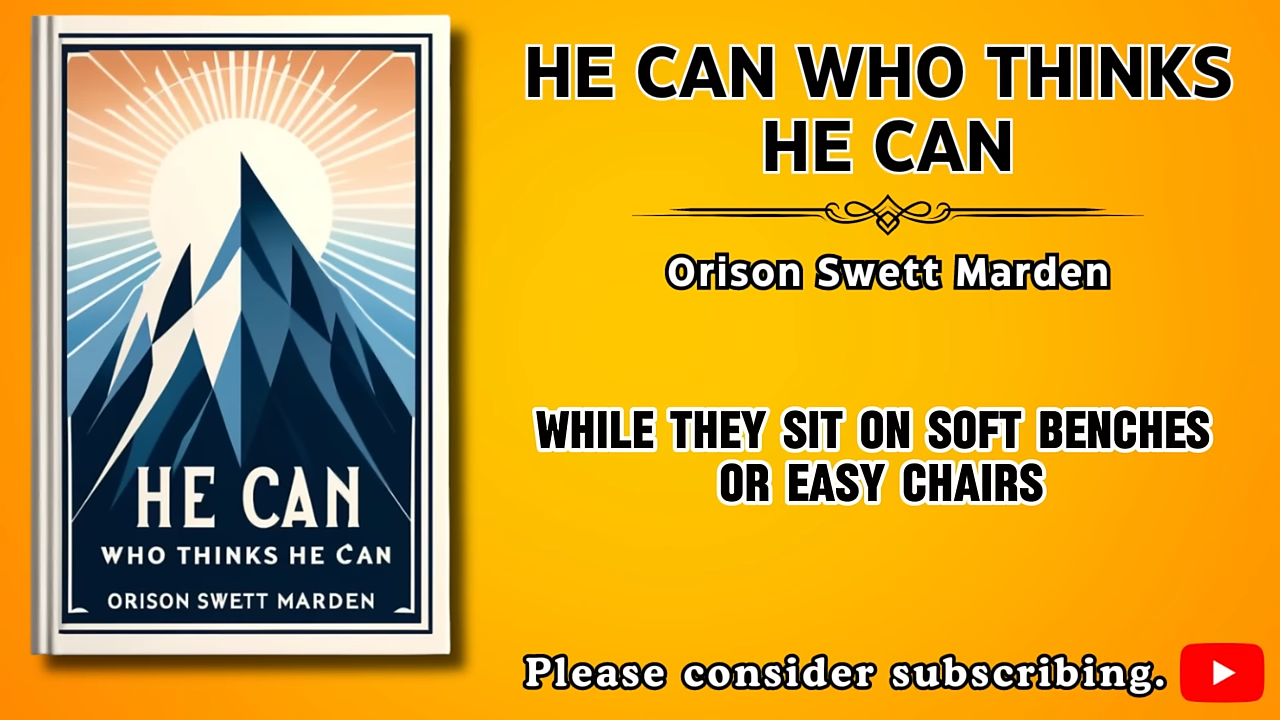 HE CAN
WHO THINKS HE CAN
ORISON SWETT MARDEN
HE CAN WHO THINKS
HE CAN
Orison Swett Marden
WHILE THEY SIT ON SOFT BENCHES
OR EASY CHAIRS
Please consider subscribing.